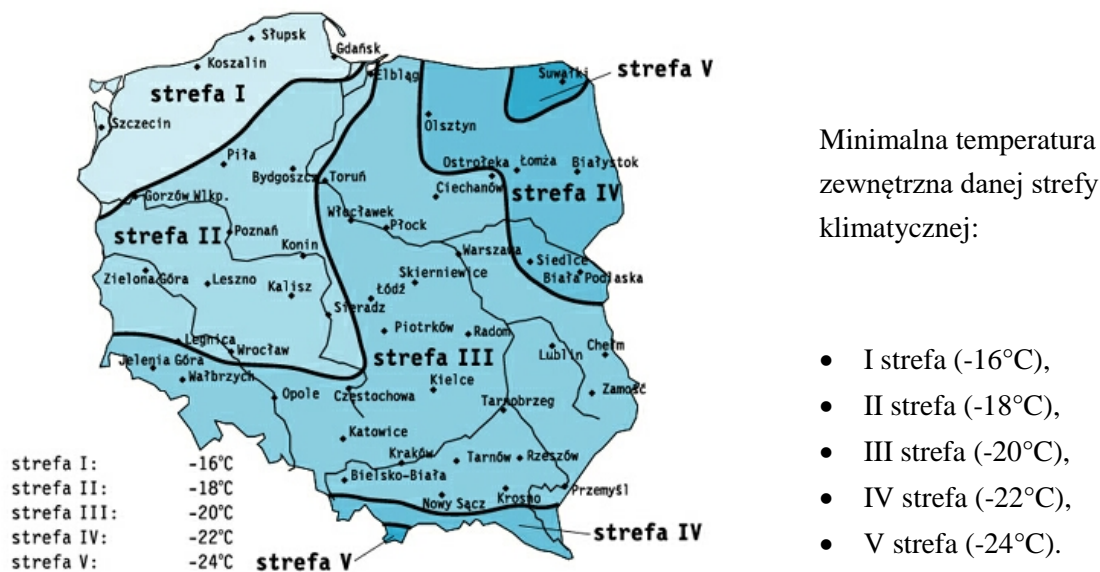 Słupsk
Gdańsk
Koszalin
Elbląg
Suwałki
strefa V
strefa I
Szczecin
Olsztyn
Piła
Ostrołęka
Łomża
Białystok
Bydgoszcz
Toruń
Ciechanów
strefa IV
Gorzów Wlkp.
Włocławek
Płock
strefa II
Poznań
Konin
Warszawa
Siedlce
Skierniewice
Biała Podlaska
Zielona Góra
Leszno
Kalisz
Łódź
Sieradz
Piotrków
Radom
Legnica
Wrocław
strefa III
Lublin
Chełm
Jelenia Góra
Wałbrzych
Opole
Częstochowa
Kielce
Zamość
Tarnobrzeg
Katowice
Kraków
Tarnów
Rzeszów
Bielsko-Biała
Nowy Sącz
Krosno
Przemyśl
strefa IV
strefa V
strefa I: -16°C
strefa II: -18°C
strefa III: -20°C
strefa IV: -22°C
strefa V: -24°C
Minimalna temperatura
zewnętrzna danej strefy
klimatycznej:
• I strefa (-16°C),
• II strefa (-18°C),
• III strefa (-20°C),
• IV strefa (-22°C),
• V strefa (-24°C).